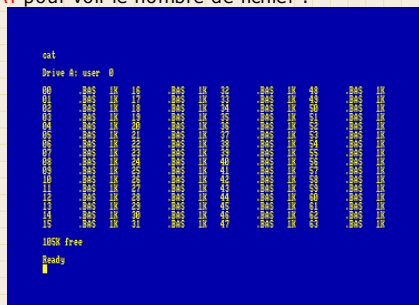 pour voir le nombre de fichier :
cat
Drive A: user 0
00 .BAS 1K 16 .BAS 1K 32 .BAS 1K 48 .BAS 1K
01 .BAS 1K 17 .BAS 1K 33 .BAS 1K 49 .BAS 1K
02 .BAS 1K 18 .BAS 1K 34 .BAS 1K 50 .BAS 1K
03 .BAS 1K 19 .BAS 1K 35 .BAS 1K 51 .BAS 1K
04 .BAS 1K 20 .BAS 1K 36 .BAS 1K 52 .BAS 1K
05 .BAS 1K 21 .BAS 1K 37 .BAS 1K 53 .BAS 1K
06 .BAS 1K 22 .BAS 1K 38 .BAS 1K 54 .BAS 1K
07 .BAS 1K 23 .BAS 1K 39 .BAS 1K 55 .BAS 1K
08 .BAS 1K 24 .BAS 1K 40 .BAS 1K 56 .BAS 1K
09 .BAS 1K 25 .BAS 1K 41 .BAS 1K 57 .BAS 1K
10 .BAS 1K 26 .BAS 1K 42 .BAS 1K 58 .BAS 1K
11 .BAS 1K 27 .BAS 1K 43 .BAS 1K 59 .BAS 1K
12 .BAS 1K 28 .BAS 1K 44 .BAS 1K 60 .BAS 1K
13 .BAS 1K 29 .BAS 1K 45 .BAS 1K 61 .BAS 1K
14 .BAS 1K 30 .BAS 1K 46 .BAS 1K 62 .BAS 1K
15 .BAS 1K 31 .BAS 1K 47 .BAS 1K 63 .BAS 1K
105K free
Ready